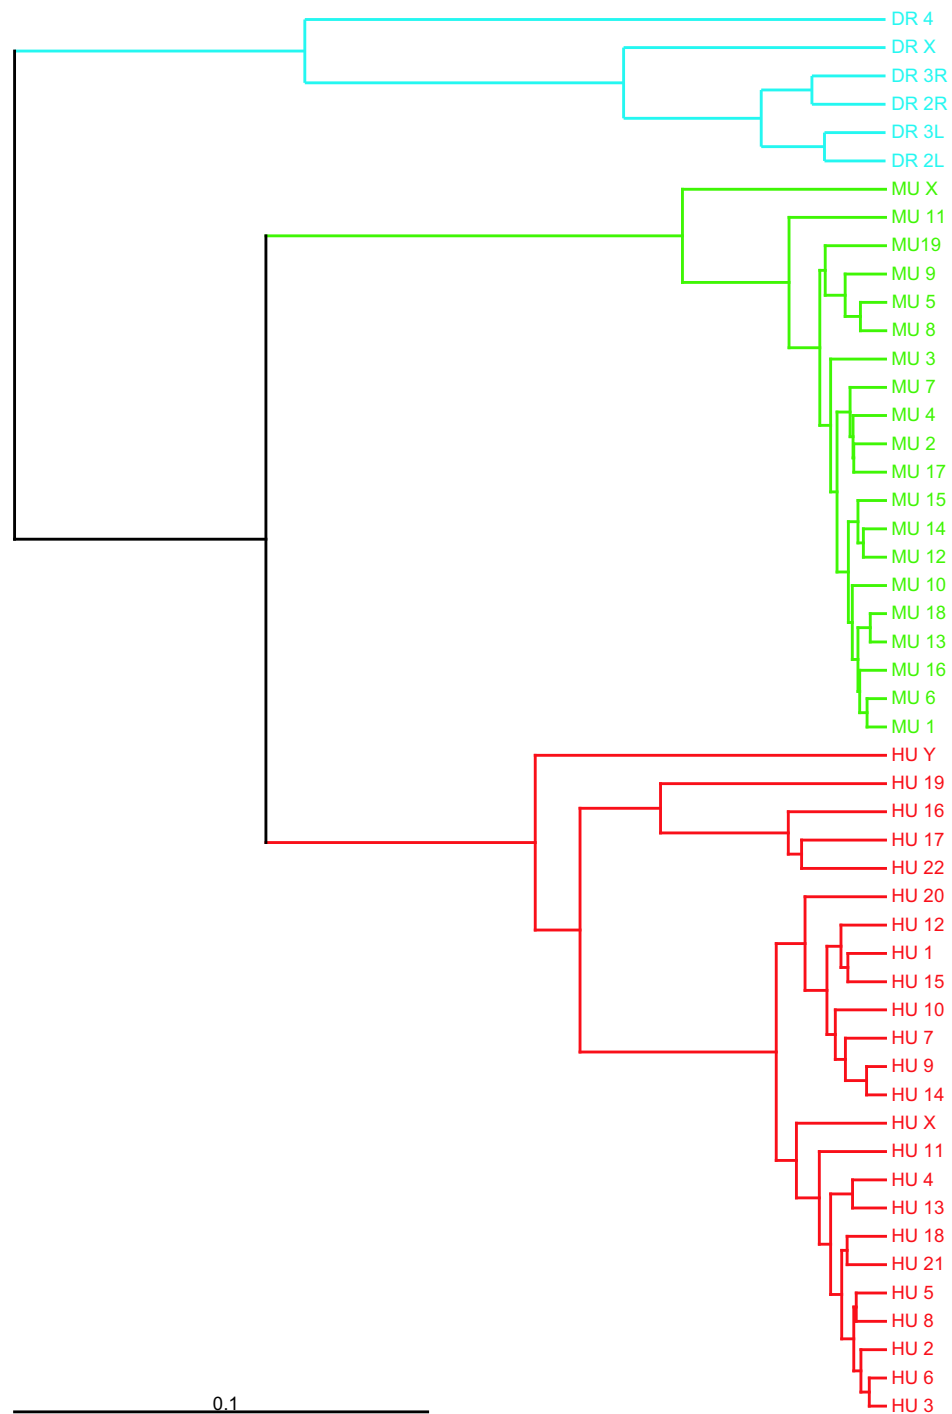 DR 4
DR X
DR 3R
DR 2R
DR 3L
DR 2L
MU X
MU 11
MU19
MU 9
MU 5
MU 8
MU 3
MU 7
MU 4
MU 2
MU 17
MU 15
MU 14
MU 12
MU 10
MU 18
MU 13
MU 16
MU 6
MU 1
HU Y
HU 19
HU 16
HU 17
HU 22
HU 20
HU 12
HU 1
HU 15
HU 10
HU 7
HU 9
HU 14
HU X
HU 11
HU 4
HU 13
HU 18
HU 21
HU 5
HU 8
HU 2
HU 6
HU 3
0.1